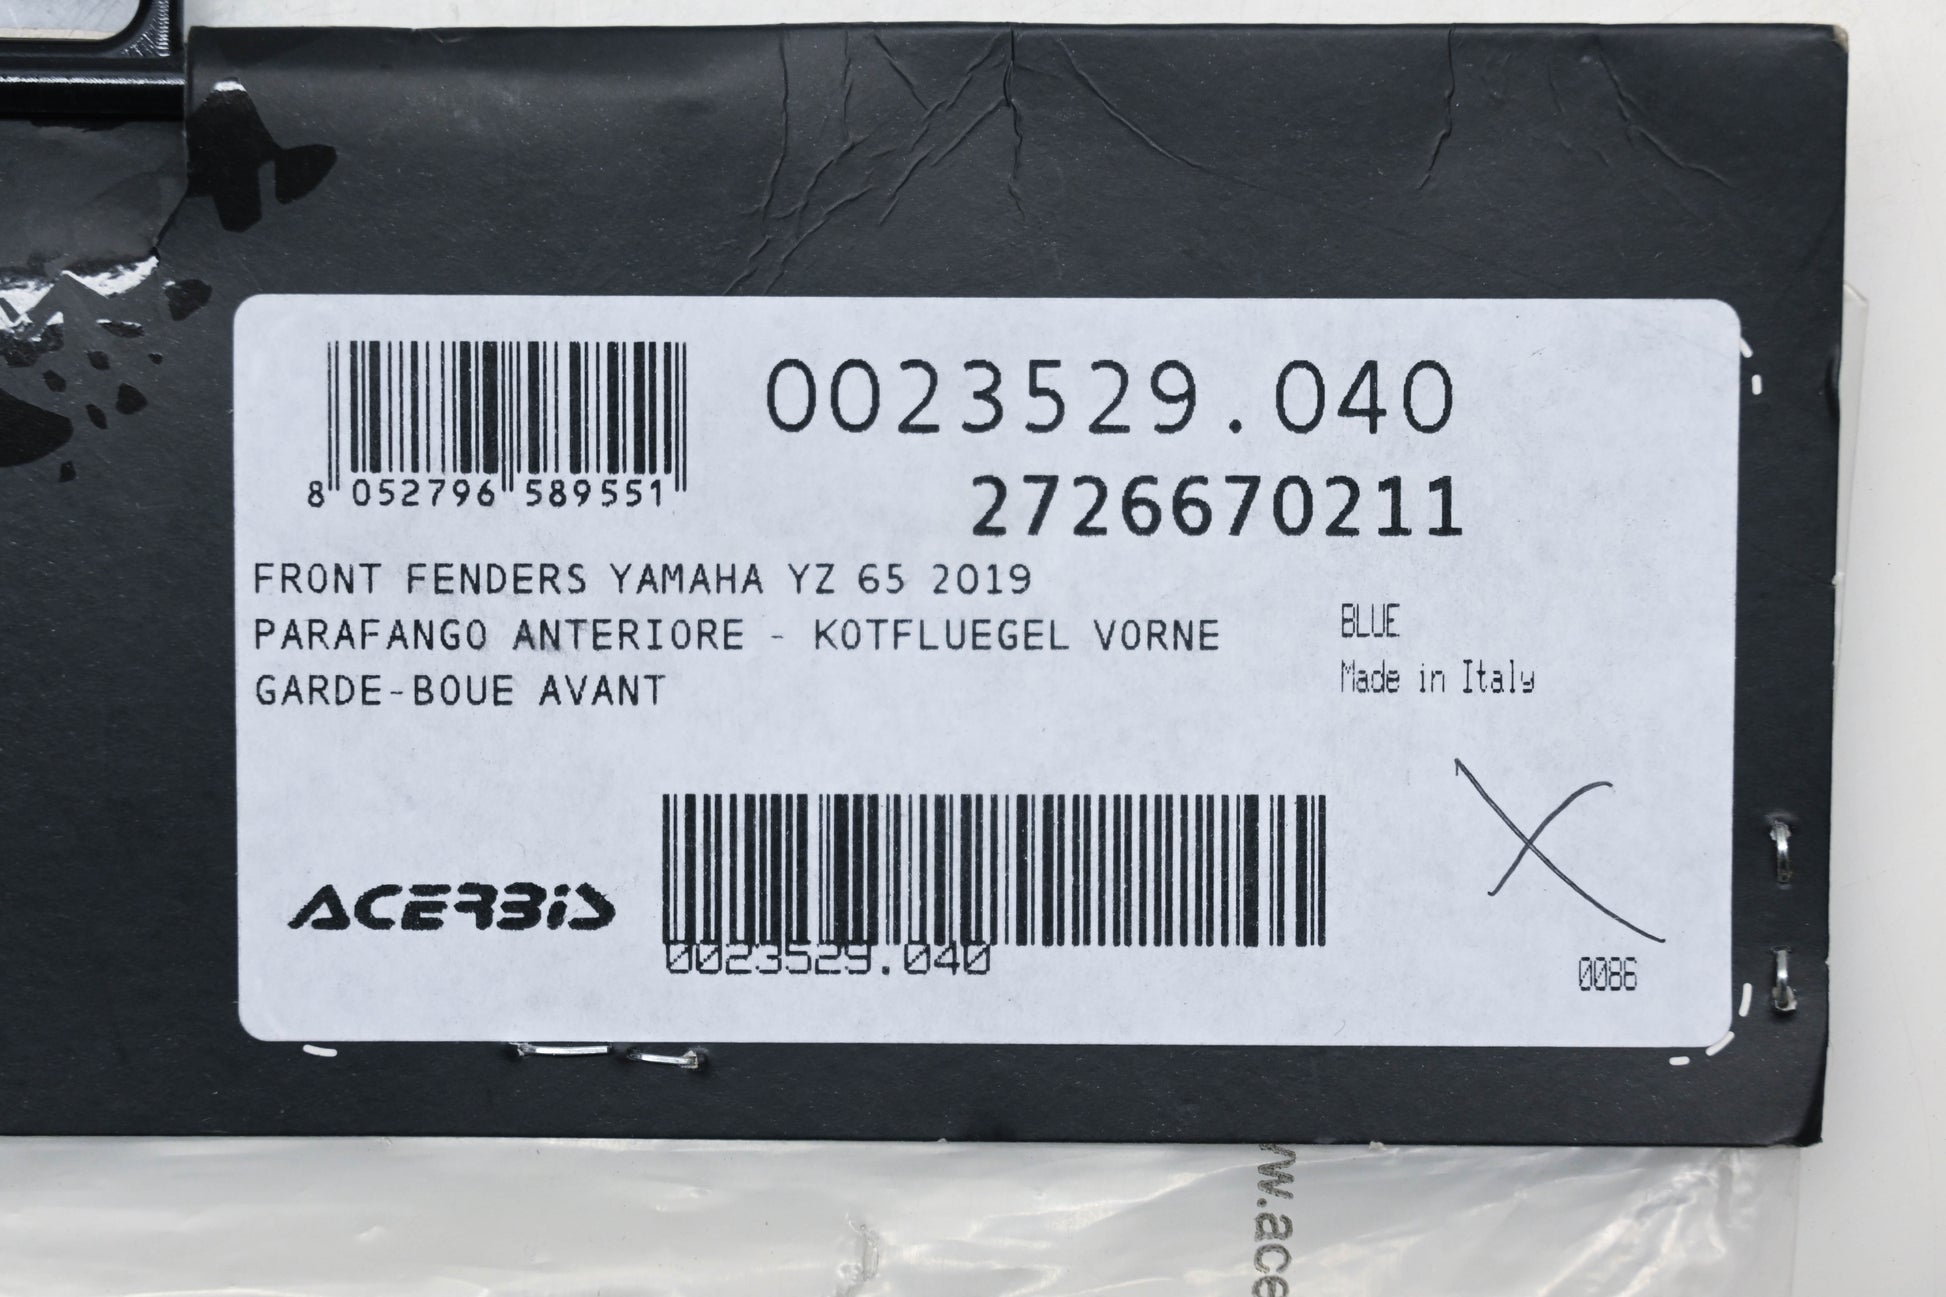 0023529.040
8 052796 589551
2726670211
FRONT FENDERS YAMAHA YZ 65 2019
PARAFANGO ANTERIORE - KOTFLUEGEL VORNE
GARDE-BOUE AVANT
BLUE
Made in Italy
ACERBIS
0023529.040
0086
w.ace